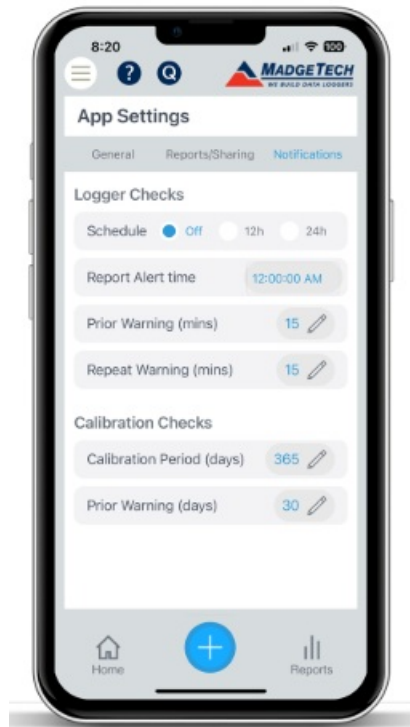 8:20
100
? Q MADGETECH
WE BUILD DATA LOGGERS
App Settings
General Reports/Sharing Notifications
Logger Checks
Schedule Off 12h 24h
Report Alert time 12:00:00 AM
Prior Warning (mins) 15
Repeat Warning (mins) 15
Calibration Checks
Calibration Period (days) 365
Prior Warning (days) 30
Home Reports